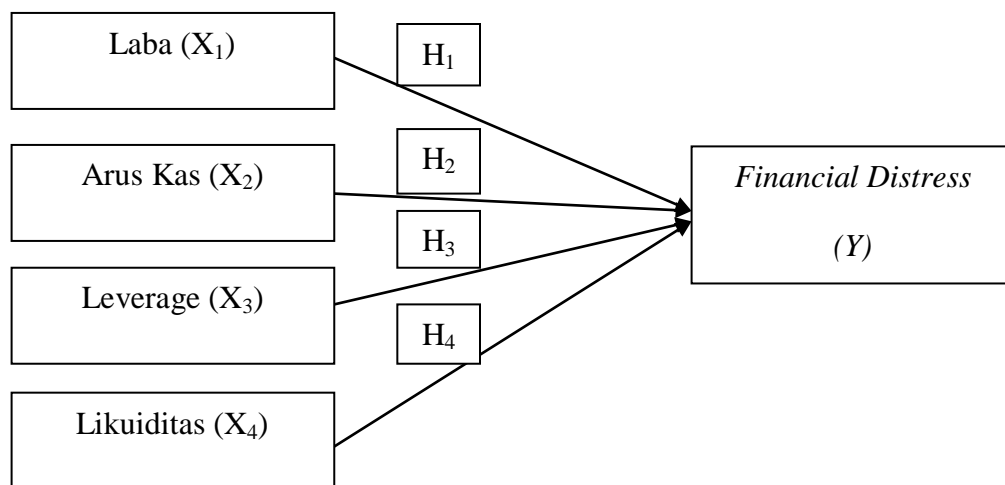 Laba (X₁)
H₁
Arus Kas (X₂)
H₂
Financial Distress
(Y)
H₃
Leverage (X₃)
H₄
Likuiditas (X₄)